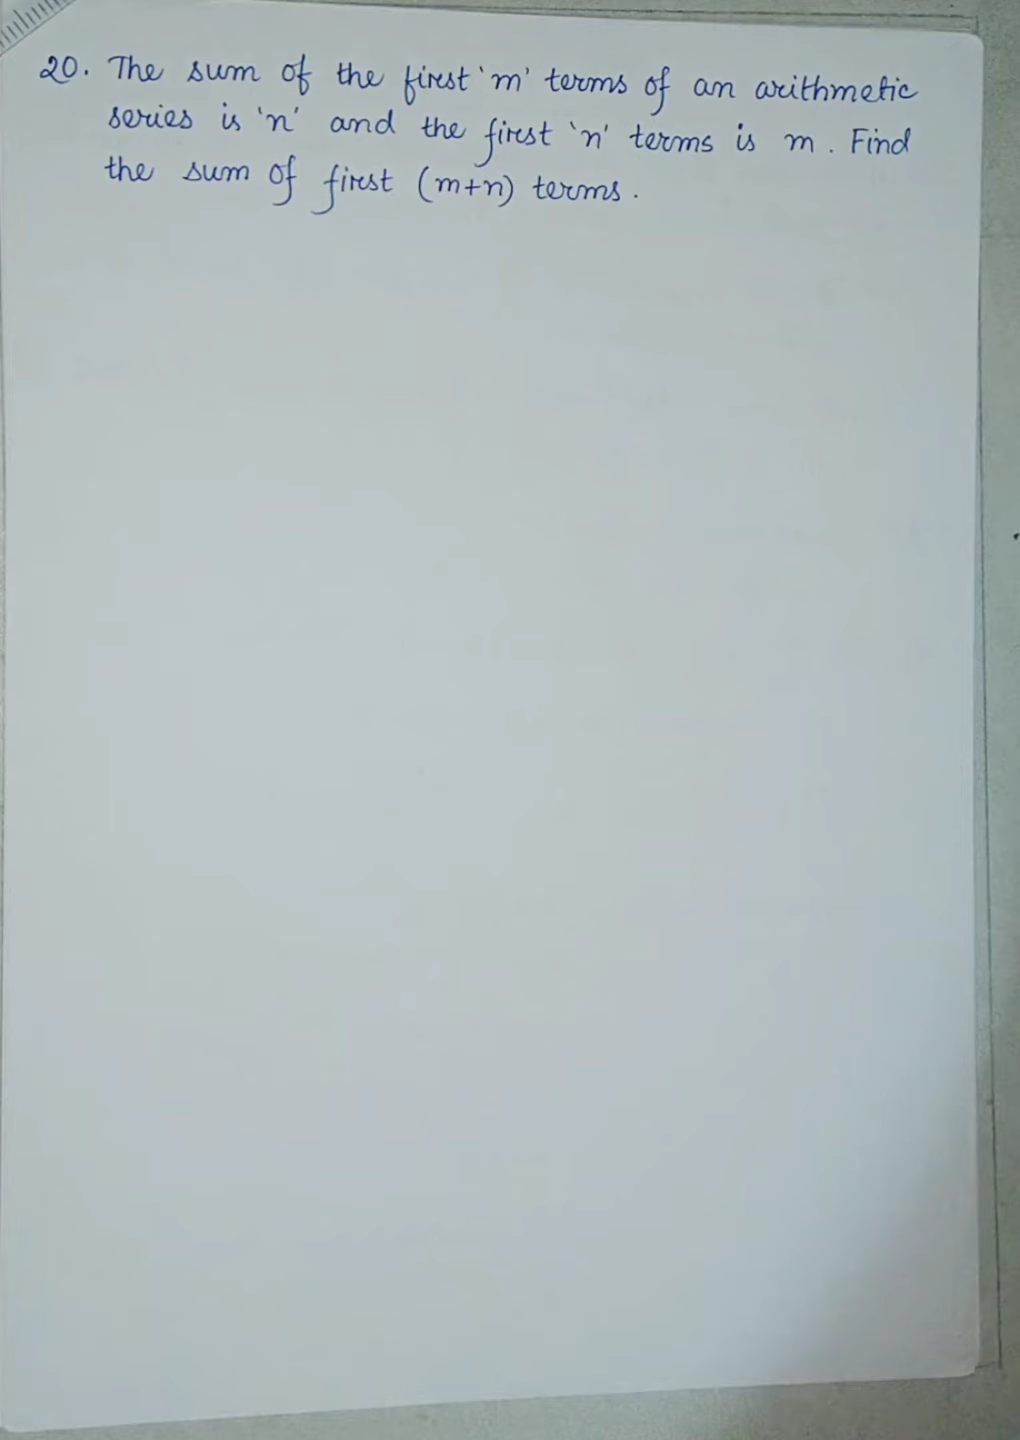 20. The sum of the first 'm' terms of an arithmetic
series is 'n' and the first 'n' terms is m. Find
the sum of first (m+n) terms.